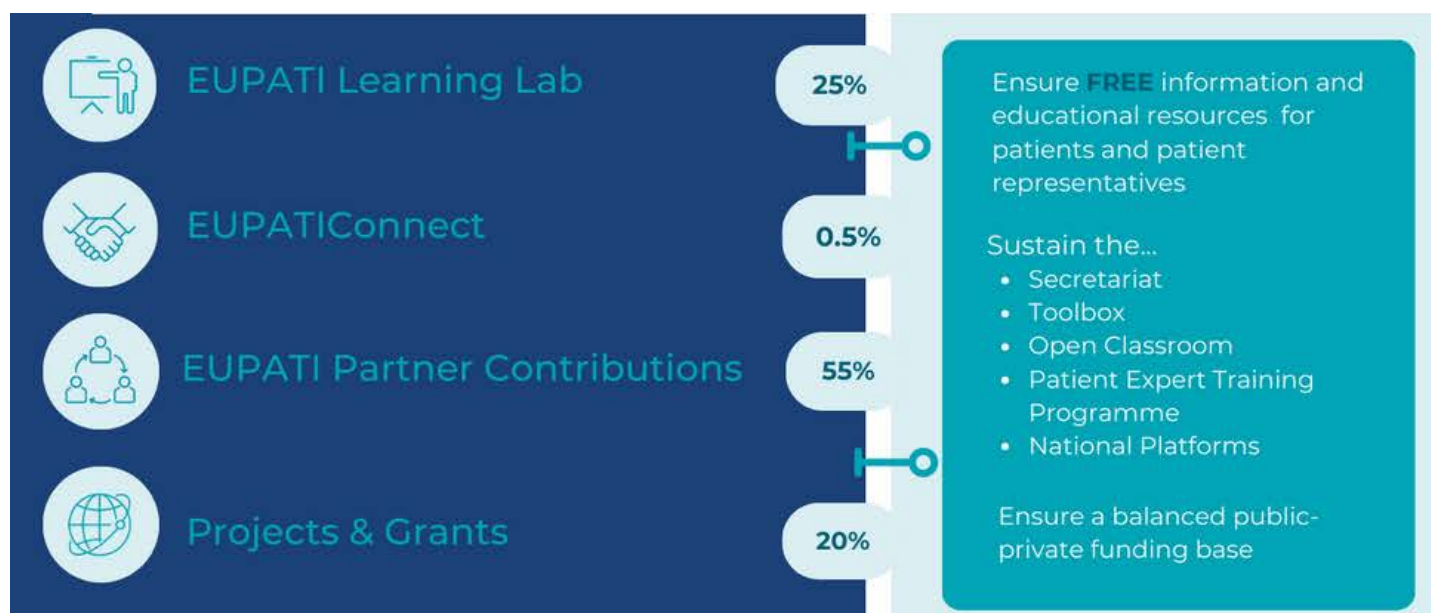 EUPATI Learning Lab
25%
EUPATIConnect
0.5%
EUPATI Partner Contributions
55%
Projects & Grants
20%
Ensure FREE information and
educational resources for
patients and patient
representatives
Sustain the...
• Secretariat
• Toolbox
• Open Classroom
• Patient Expert Training
Programme
• National Platforms
Ensure a balanced public-
private funding base